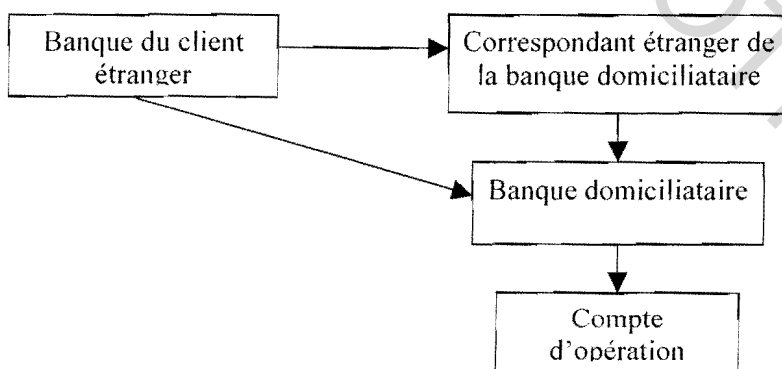 Banque du client
étranger
Correspondant étranger de
la banque domiciliataire
Banque domiciliataire
Compte
d’opération